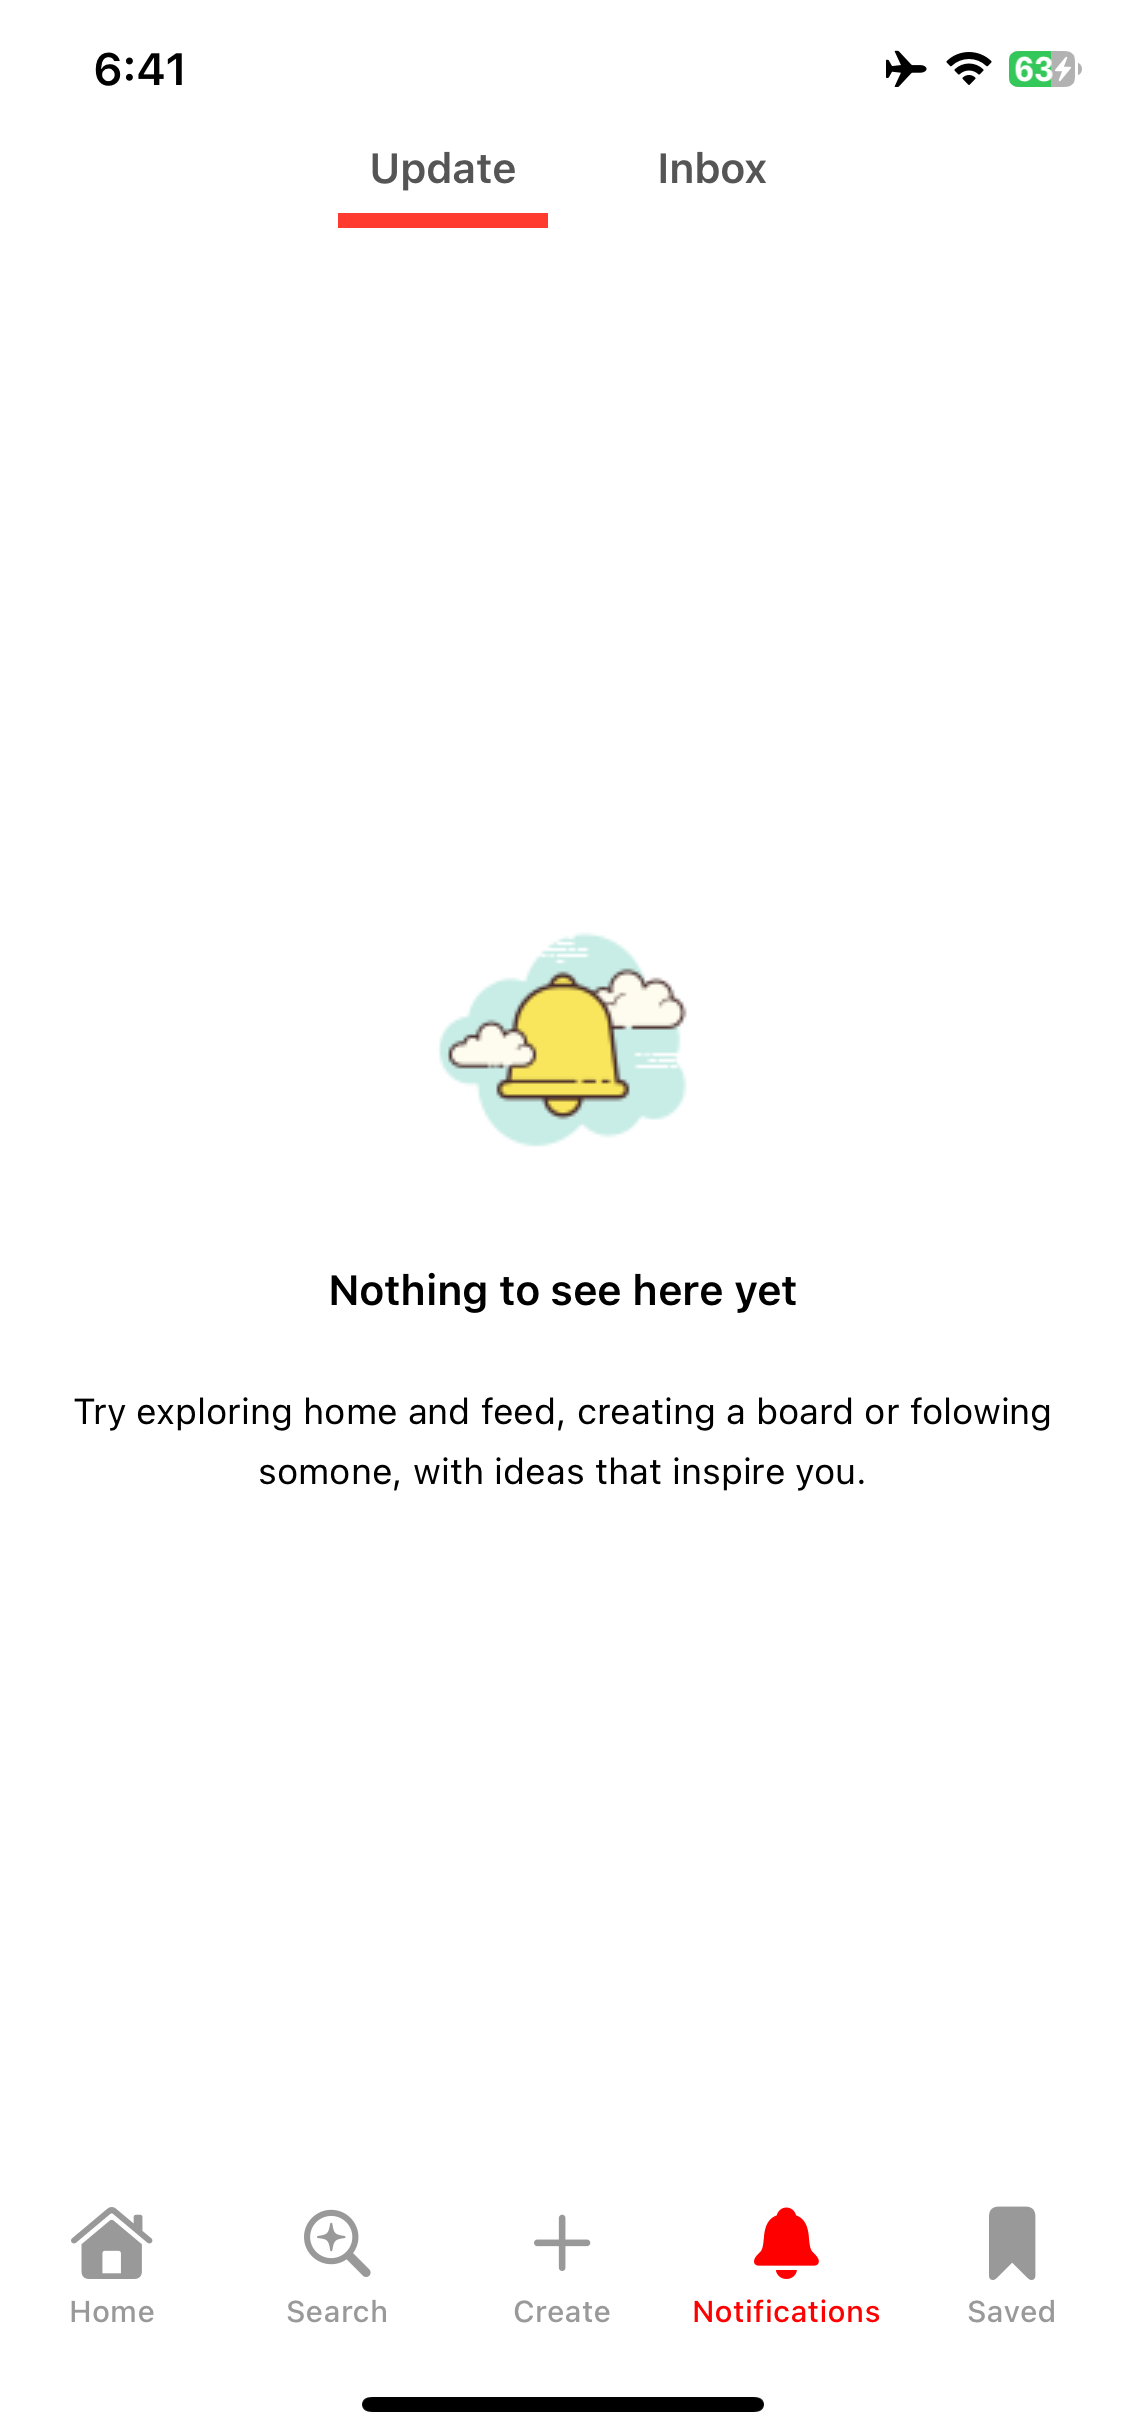 6:41
63
Update Inbox
Nothing to see here yet
Try exploring home and feed, creating a board or folowing
somone, with ideas that inspire you.
Home Search Create Notifications Saved